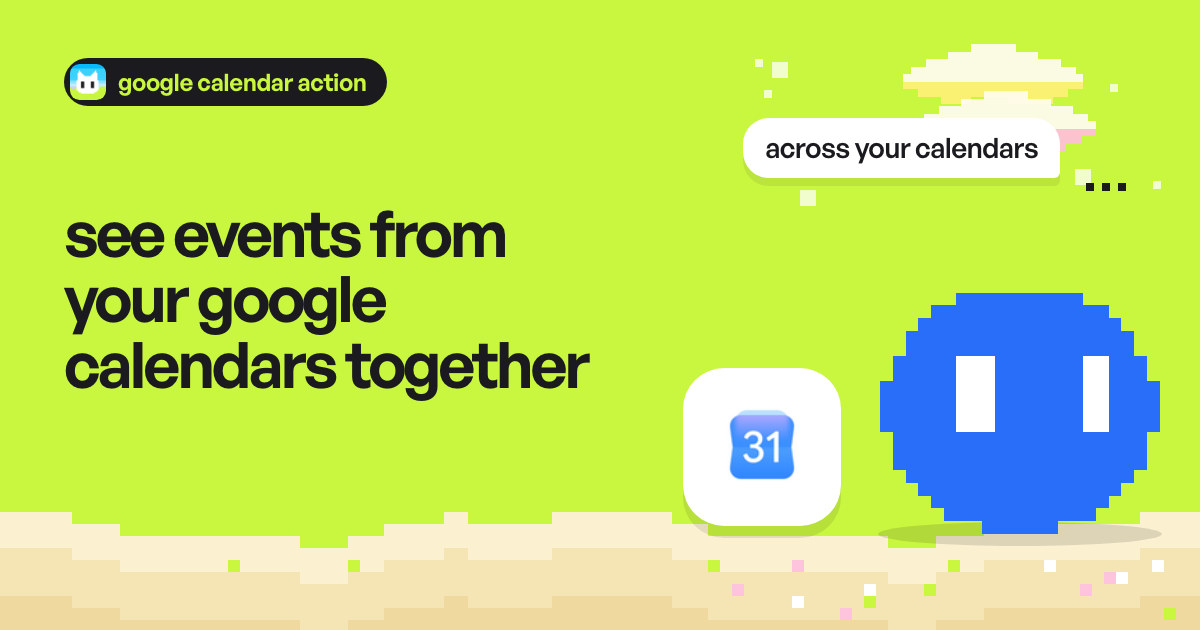 google calendar action
across your calendars
see events from
your google
calendars together
31